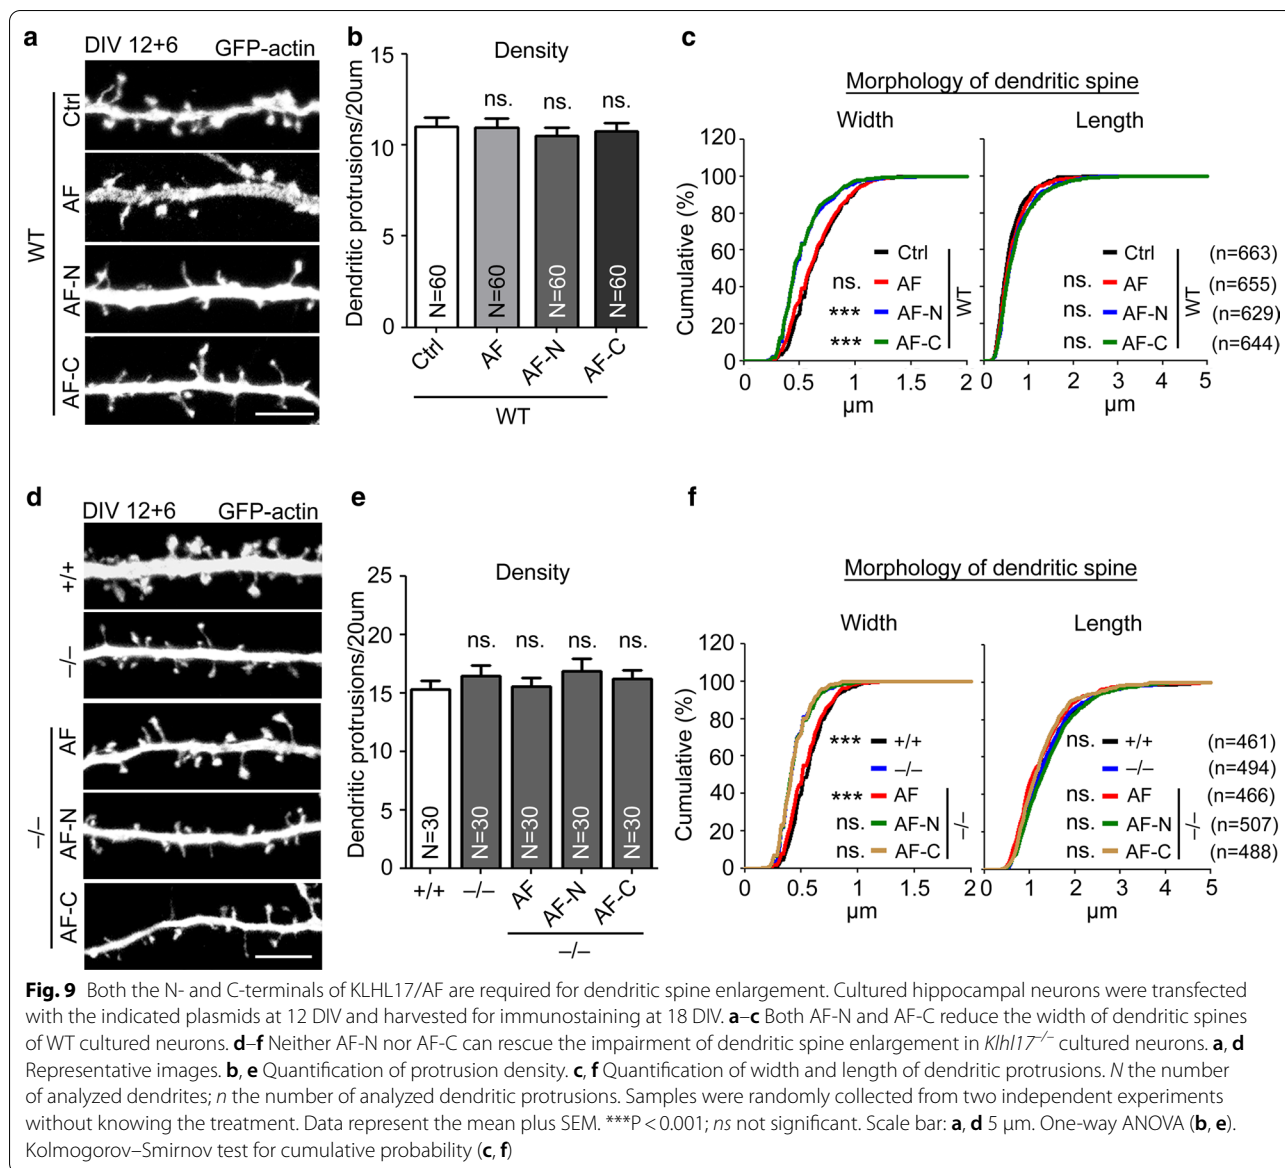 a
DIV 12+6 GFP-actin
WT
Ctrl
AF
AF-N
AF-C
b
Density
Dendritic protrusions/20um
15
10
5
0
ns. ns. ns.
N=60 N=60 N=60 N=60
Ctrl AF AF-N AF-C
WT
c
Morphology of dendritic spine
Width Length
Cumulative (%)
120
100
80
60
40
20
0
Ctrl
ns. AF
*** AF-N
*** AF-C
WT
0 0.5 1 1.5 2
µm
Ctrl (n=663)
ns. AF (n=655)
ns. AF-N (n=629)
ns. AF-C (n=644)
WT
0 1 2 3 4 5
µm
d
DIV 12+6 GFP-actin
+/+
–/–
AF
AF-N
AF-C
–/–
e
Density
Dendritic protrusions/20um
25
20
15
10
5
0
ns. ns. ns. ns.
N=30 N=30 N=30 N=30 N=30
+/+ –/– AF AF-N AF-C
–/–
f
Morphology of dendritic spine
Width Length
Cumulative (%)
120
100
80
60
40
20
0
*** +/+
–/–
*** AF
ns. AF-N
ns. AF-C
–/–
0 0.5 1 1.5 2
µm
ns. +/+ (n=461)
–/– (n=494)
ns. AF (n=466)
ns. AF-N (n=507)
ns. AF-C (n=488)
–/–
0 1 2 3 4 5
µm
Fig. 9 Both the N- and C-terminals of KLHL17/AF are required for dendritic spine enlargement. Cultured hippocampal neurons were transfected
with the indicated plasmids at 12 DIV and harvested for immunostaining at 18 DIV. a–c Both AF-N and AF-C reduce the width of dendritic spines
of WT cultured neurons. d–f Neither AF-N nor AF-C can rescue the impairment of dendritic spine enlargement in Klhl17–/– cultured neurons. a, d
Representative images. b, e Quantification of protrusion density. c, f Quantification of width and length of dendritic protrusions. N the number
of analyzed dendrites; n the number of analyzed dendritic protrusions. Samples were randomly collected from two independent experiments
without knowing the treatment. Data represent the mean plus SEM. ***P < 0.001; ns not significant. Scale bar: a, d 5 µm. One-way ANOVA (b, e).
Kolmogorov–Smirnov test for cumulative probability (c, f)